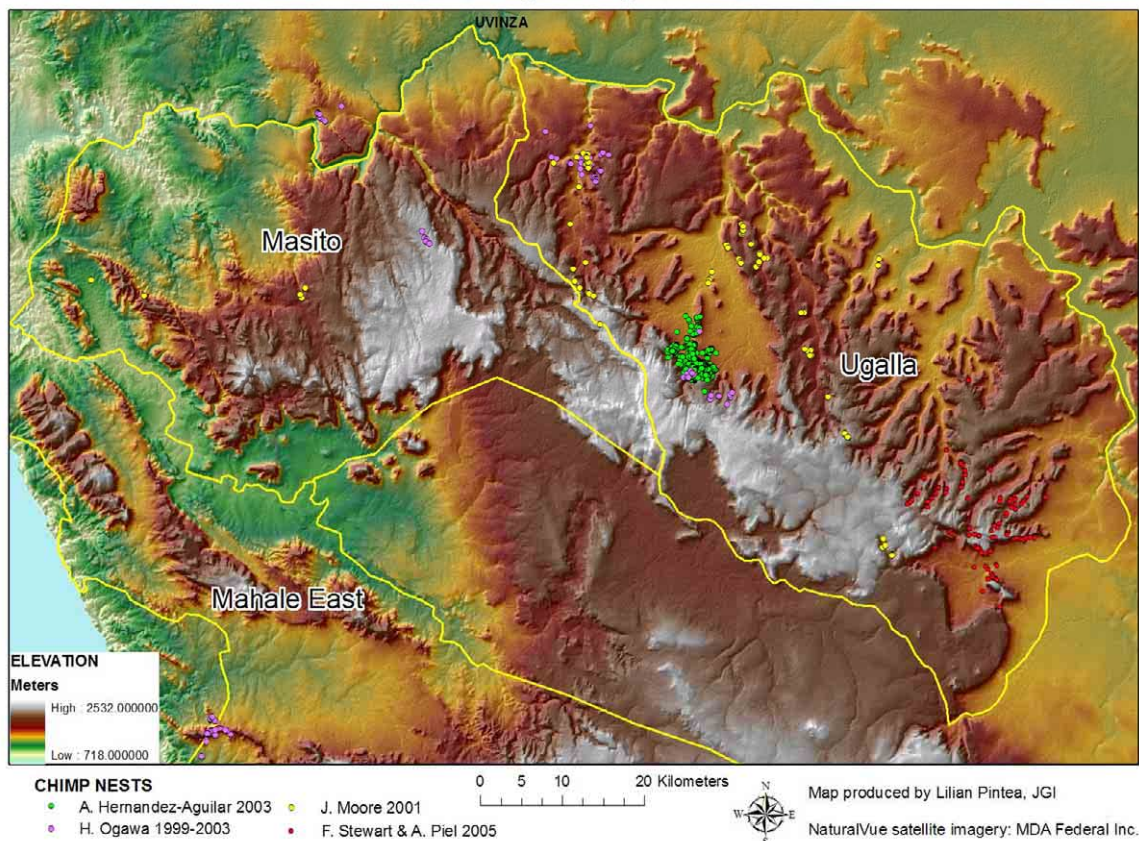 UVINZA
Masito
Ugalla
Mahale East
ELEVATION
Meters
High : 2532.000000
Low : 718.000000
CHIMP NESTS
A. Hernandez-Aguilar 2003
J. Moore 2001
H. Ogawa 1999-2003
F. Stewart & A. Piel 2005
0 5 10 20 Kilometers
N
W E
S
Map produced by Lilian Pintea, JGI
NaturalVue satellite imagery: MDA Federal Inc.